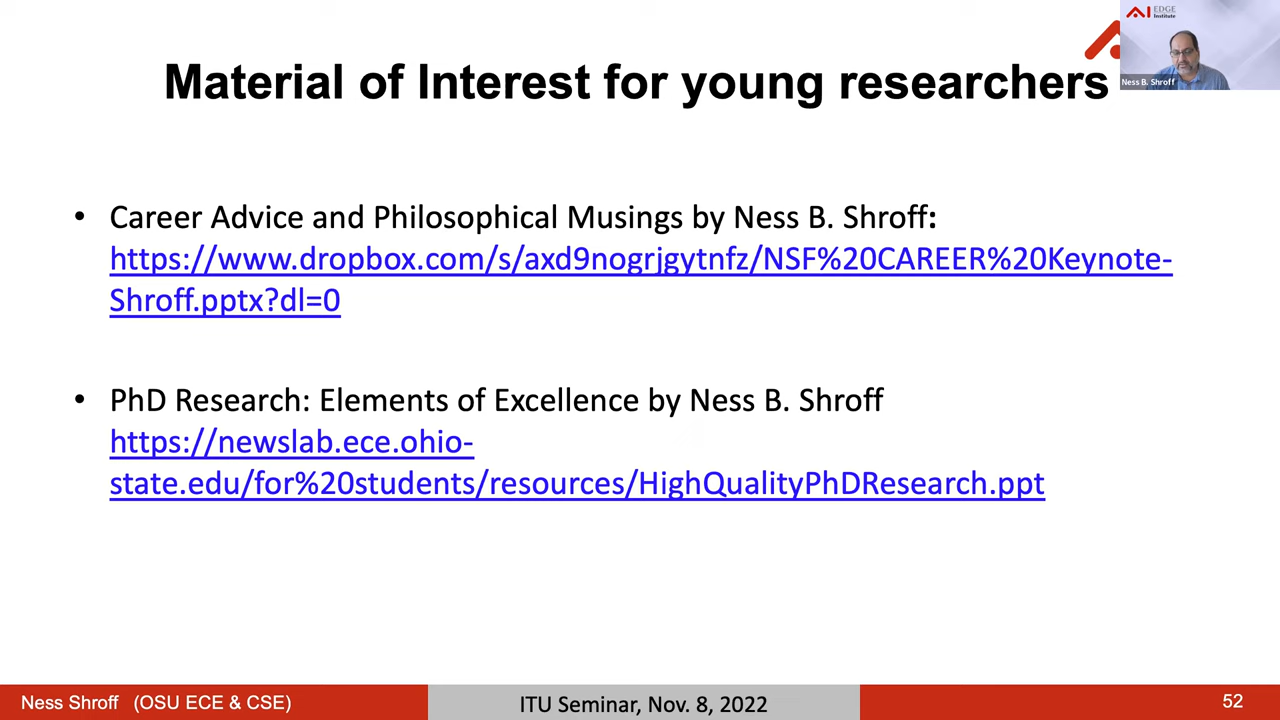 AI EDGE
Institute
Ness B. Shroff
Material of Interest for young researchers
• Career Advice and Philosophical Musings by Ness B. Shroff:
https://www.dropbox.com/s/axd9nogrjgytnfz/NSF%20CAREER%20Keynote-
Shroff.pptx?dl=0
• PhD Research: Elements of Excellence by Ness B. Shroff
https://newslab.ece.ohio-
state.edu/for%20students/resources/HighQualityPhDResearch.ppt
Ness Shroff (OSU ECE & CSE)
ITU Seminar, Nov. 8, 2022
52